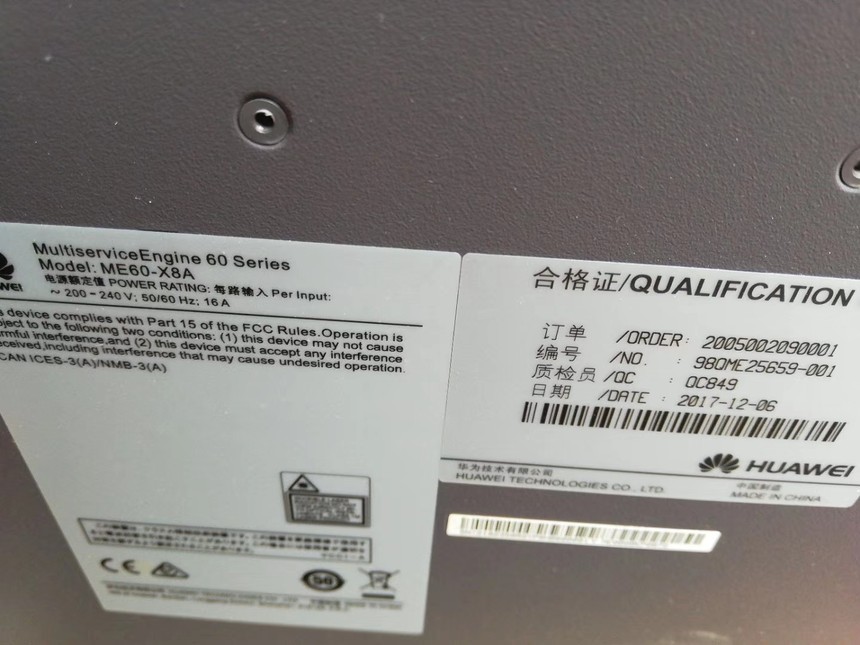 MultiserviceEngine 60 Series
Model: ME60-X8A
电源额定值 POWER RATING: 每路输入 Per Input:
~ 200-240V; 50/60 Hz; 16A
device complies with Part 15 of the FCC Rules.Operation is
to the following two conditions: (1) this device may not cause
interference,and (2) this device must accept any interference
received,including interference that may cause undesired operation.
CAN ICES-3(A)/NMB-3(A)
CE
合格证/QUALIFICATION
订单 /ORDER: 2005002090001
编号 /NO. : 98QME25659-001
质检员 /QC : QC849
日期 /DATE : 2017-12-06
华为技术有限公司
HUAWEI TECHNOLOGIES CO., LTD.
HUAWEI
中国制造
MADE IN CHINA